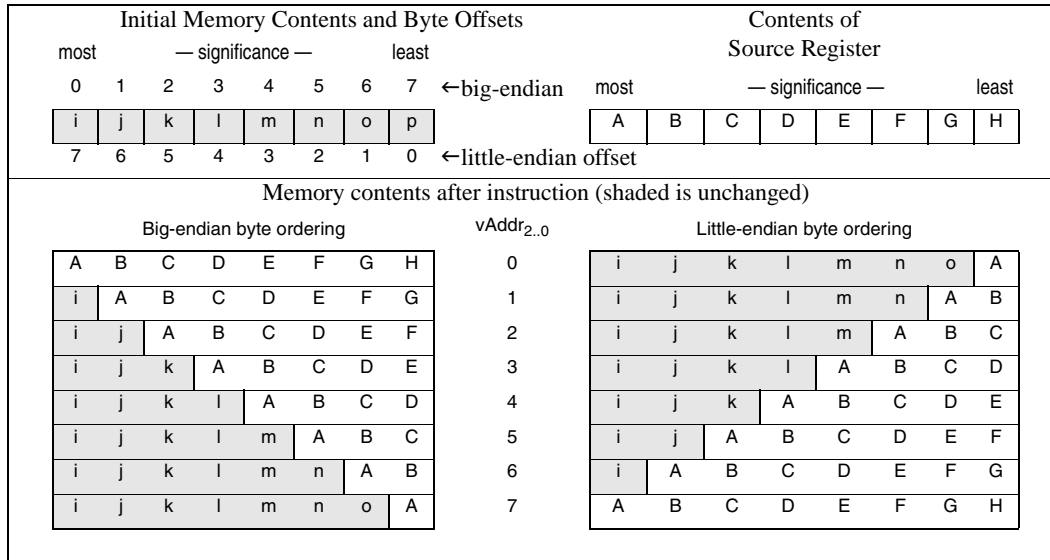 Initial Memory Contents and Byte Offsets
most — significance — least
0 1 2 3 4 5 6 7 ←big-endian
i j k l m n o p
7 6 5 4 3 2 1 0 ←little-endian offset
Contents of
Source Register
most — significance — least
A B C D E F G H
Memory contents after instruction (shaded is unchanged)
Big-endian byte ordering vAddr2..0 Little-endian byte ordering
A B C D E F G H 0 i j k l m n o A
i A B C D E F G 1 i j k l m n A B
i j A B C D E F 2 i j k l m A B C
i j k A B C D E 3 i j k l A B C D
i j k l A B C D 4 i j k A B C D E
i j k l m A B C 5 i j A B C D E F
i j k l m n A B 6 i A B C D E F G
i j k l m n o A 7 A B C D E F G H